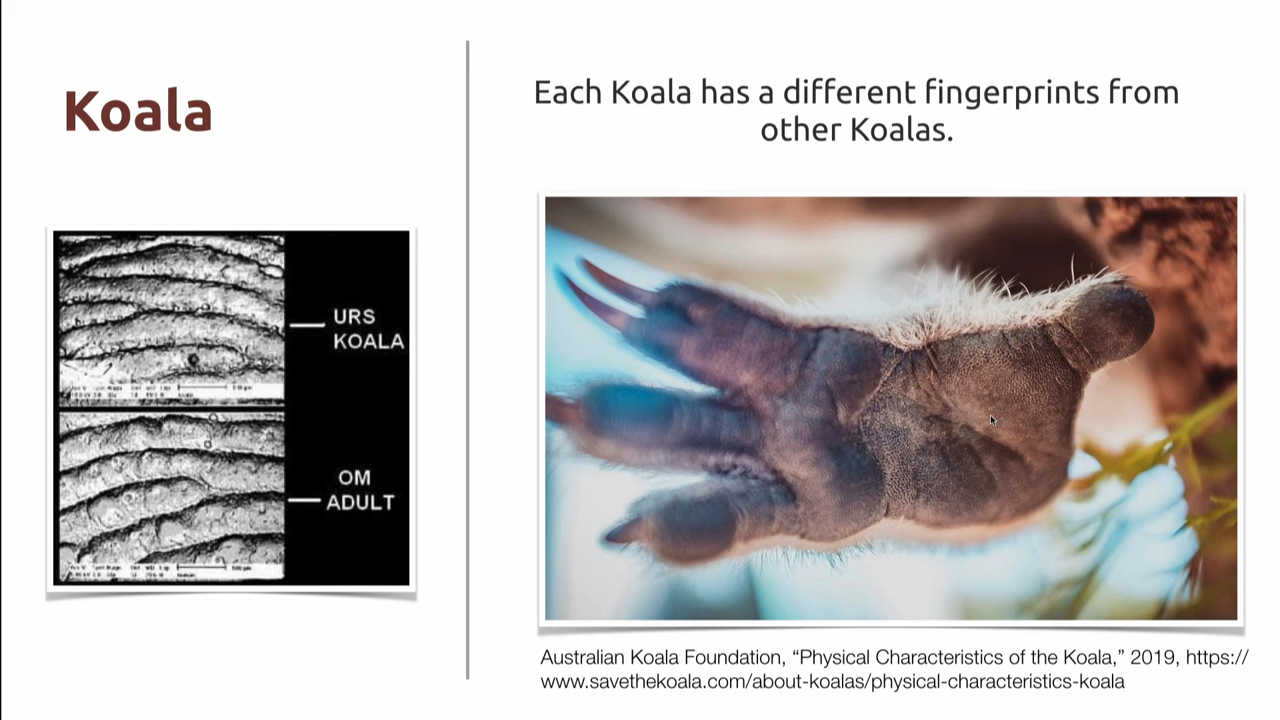 Koala
Each Koala has a different fingerprints from
other Koalas.
URS
KOALA
OM
ADULT
Australian Koala Foundation, “Physical Characteristics of the Koala,” 2019, https://
www.savethekoala.com/about-koalas/physical-characteristics-koala